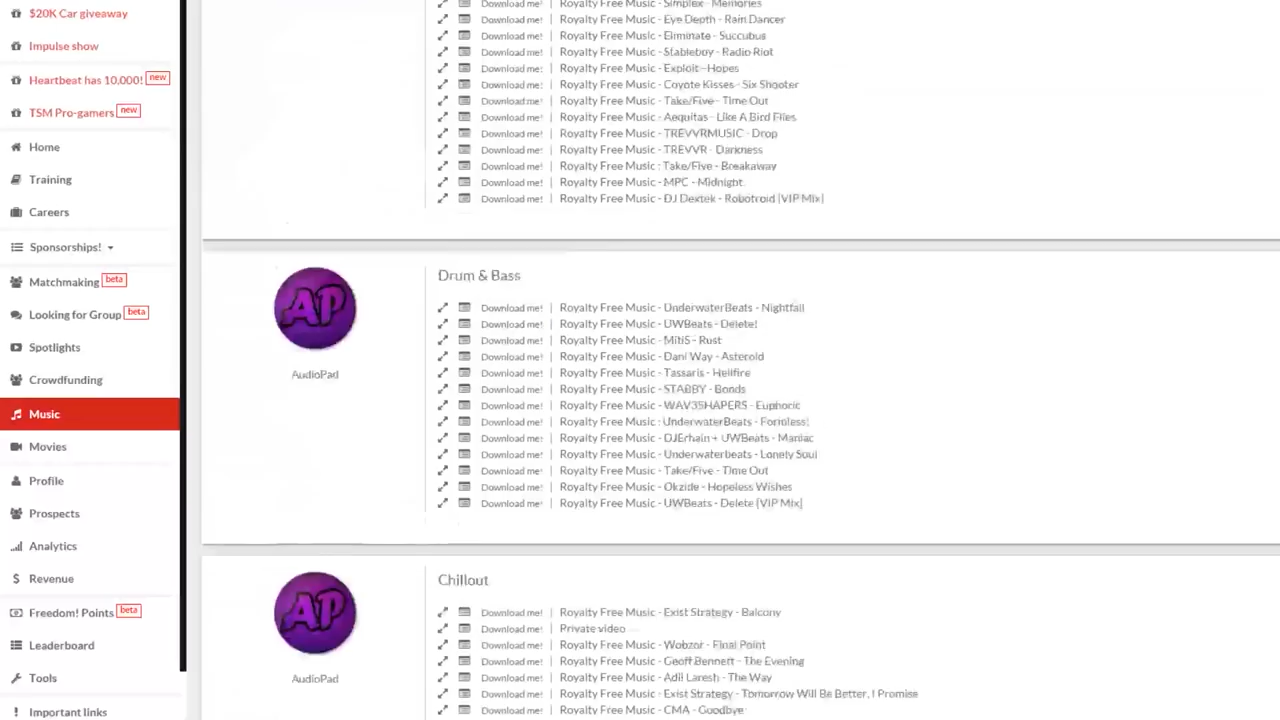 $20K Car giveaway
Impulse show
Heartbeat has 10,000! new
TSM Pro-gamers new
Home
Training
Careers
Sponsorships!
Matchmaking beta
Looking for Group beta
Spotlights
Crowdfunding
Music
Movies
Profile
Prospects
Analytics
$ Revenue
Freedom! Points beta
Leaderboard
Tools
! Important links
Download me! | Royalty Free Music - Simplex - Memories
Download me! | Royalty Free Music - Eye Depth - Rain Dancer
Download me! | Royalty Free Music - Eliminate - Succubus
Download me! | Royalty Free Music - Stableboy - Radio Riot
Download me! | Royalty Free Music - Exploit - Hopes
Download me! | Royalty Free Music - Coyote Kisses - Six Shooter
Download me! | Royalty Free Music - Take/Five - Time Out
Download me! | Royalty Free Music - Aequitas - Like A Bird Flies
Download me! | Royalty Free Music - TREVVRMUSIC - Drop
Download me! | Royalty Free Music - TREVVR - Darkness
Download me! | Royalty Free Music : Take/Five - Breakaway
Download me! | Royalty Free Music - MPC - Midnight
Download me! | Royalty Free Music - DJ Dextek - Robotroid [VIP Mix]
AP
AudioPad
Drum & Bass
Download me! | Royalty Free Music - UnderwaterBeats - Nightfall
Download me! | Royalty Free Music - UWBeats - Delete!
Download me! | Royalty Free Music - MitiS - Rust
Download me! | Royalty Free Music - Dani Way - Asteroid
Download me! | Royalty Free Music - Tassaris - Hellfire
Download me! | Royalty Free Music - STABBY - Bonds
Download me! | Royalty Free Music - WAV3SHAPERS - Euphoric
Download me! | Royalty Free Music : UnderwaterBeats - Formless!
Download me! | Royalty Free Music - DJErhain + UWBeats - Maniac
Download me! | Royalty Free Music - Underwaterbeats - Lonely Soul
Download me! | Royalty Free Music - Take/Five - Time Out
Download me! | Royalty Free Music - Okzide - Hopeless Wishes
Download me! | Royalty Free Music - UWBeats - Delete [VIP Mix]
AP
AudioPad
Chillout
Download me! | Royalty Free Music - Exist Strategy - Balcony
Download me! | Private video
Download me! | Royalty Free Music - Wobzar - Final Point
Download me! | Royalty Free Music - Geoff Bennett - The Evening
Download me! | Royalty Free Music - Adil Laresh - The Way
Download me! | Royalty Free Music - Exist Strategy - Tomorrow Will Be Better, I Promise
Download me! | Royalty Free Music - CMA - Goodbye